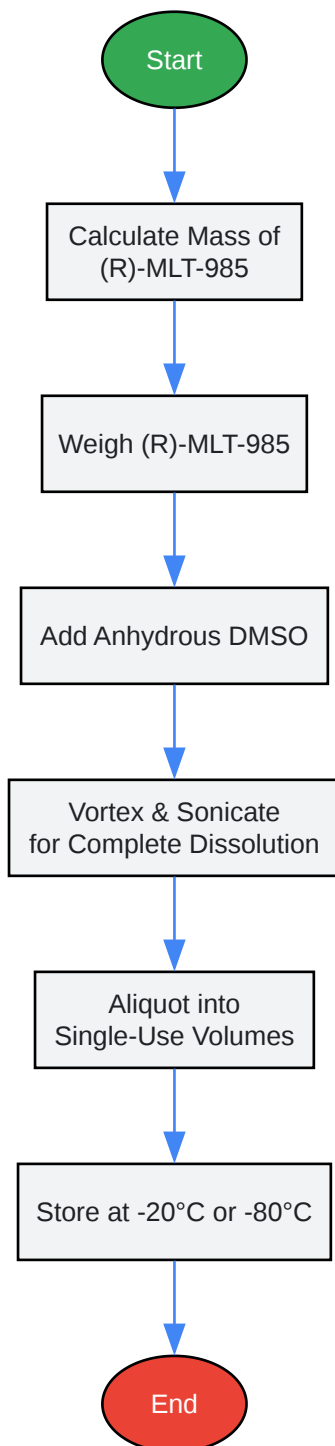 Start
Calculate Mass of
(R)-MLT-985
Weigh (R)-MLT-985
Add Anhydrous DMSO
Vortex & Sonicate
for Complete Dissolution
Aliquot into
Single-Use Volumes
Store at -20°C or -80°C
End